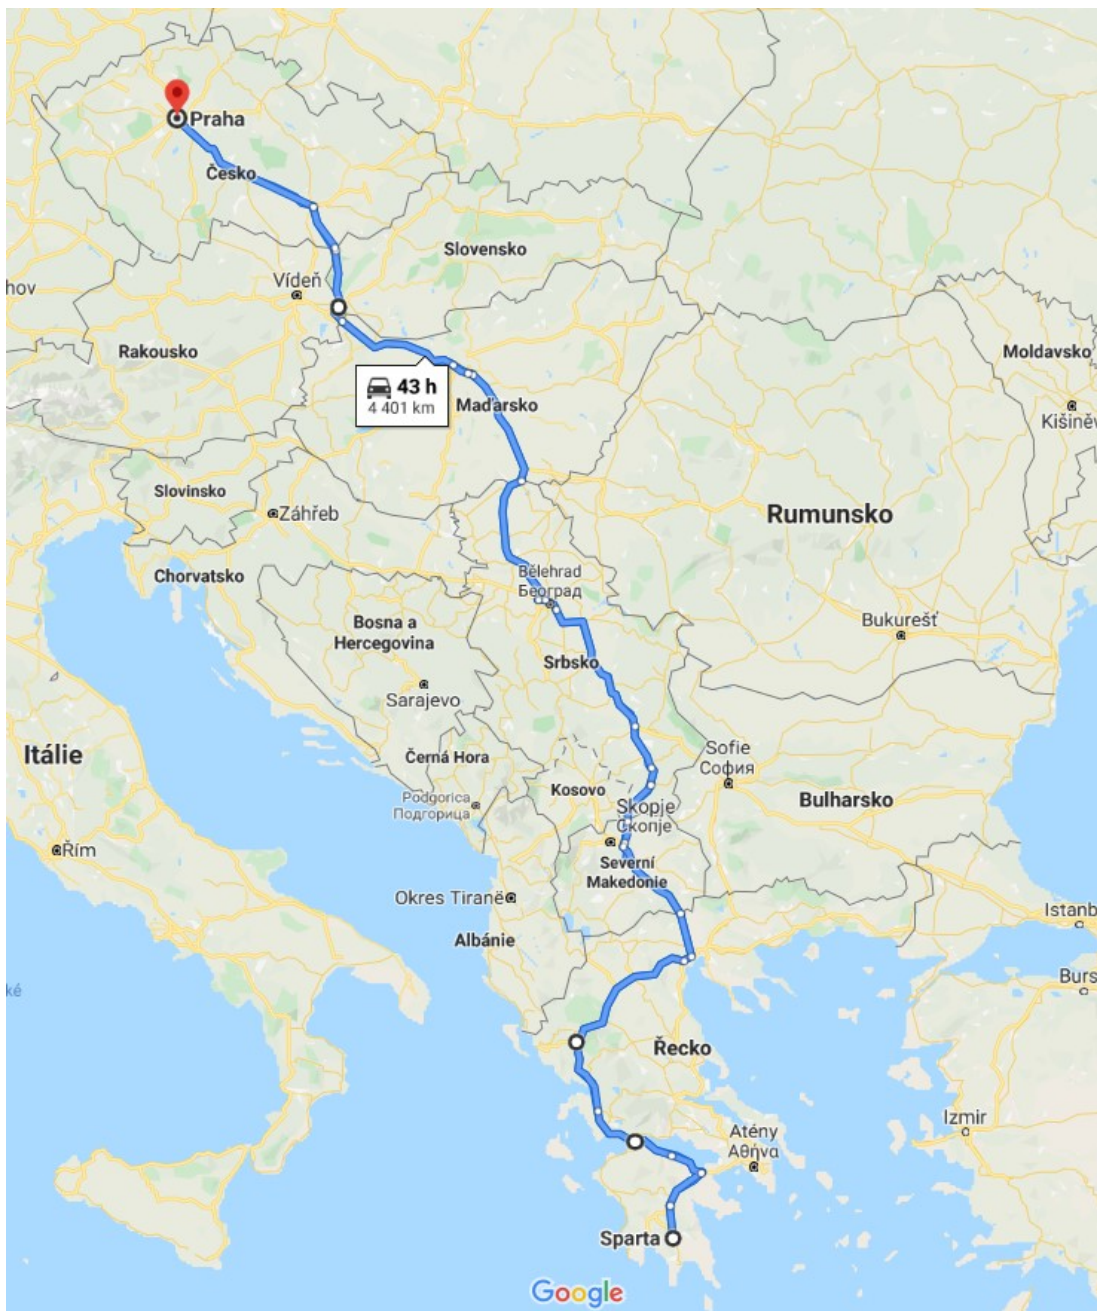 Praha
Česko
Slovensko
Vídeň
hov
Rakousko
Moldavsko
Kišiněv
43 h
4 401 km
Maďarsko
Slovinsko
Záhřeb
Rumunsko
Chorvatsko
Bělehrad
Београд
Bukurešť
Bosna a
Hercegovina
Srbsko
Sarajevo
Itálie
Černá Hora
Sofie
София
Kosovo
Podgorica
Подгорица
Bulharsko
Skopje
Скопје
Řím
Severní
Makedonie
Okres Tiranë
Istanb
Albánie
Burs
ké
Řecko
Izmir
Atény
Αθήνα
Sparta
Google